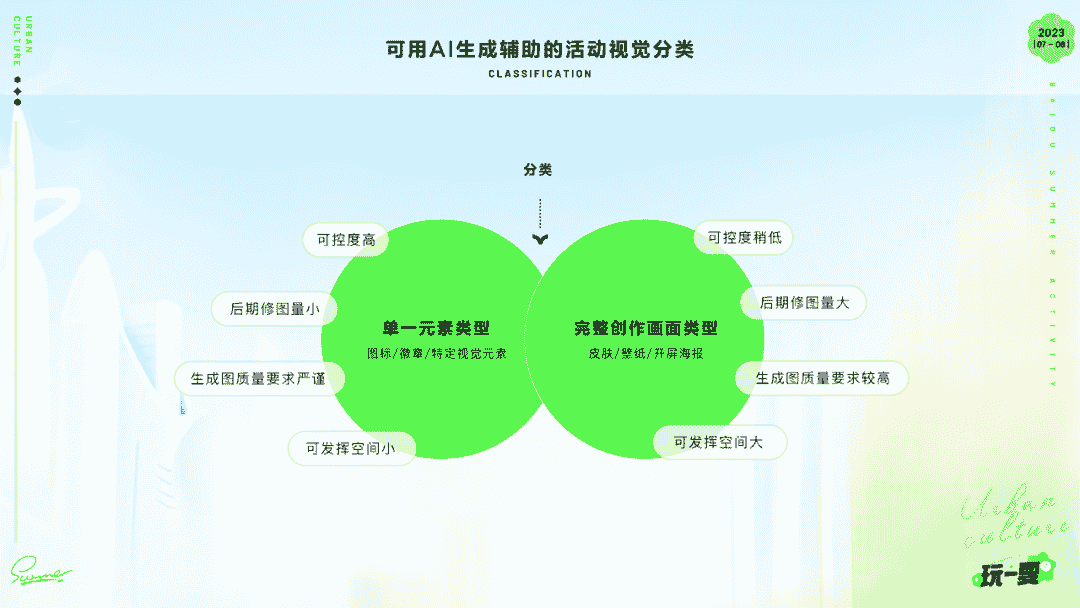 URBAN
CULTURE
可用AI生成辅助的活动视觉分类
CLASSIFICATION
2023
07-08
BAIDU SUMMER ACTIVITY
分类
可控度高
后期修图量小
生成图质量要求严谨
可发挥空间小
单一元素类型
图标/徽章/特定视觉元素
完整创作画面类型
皮肤/壁纸/开屏海报
可控度稍低
后期修图量大
生成图质量要求较高
可发挥空间大
Urban
culture
玩一夏